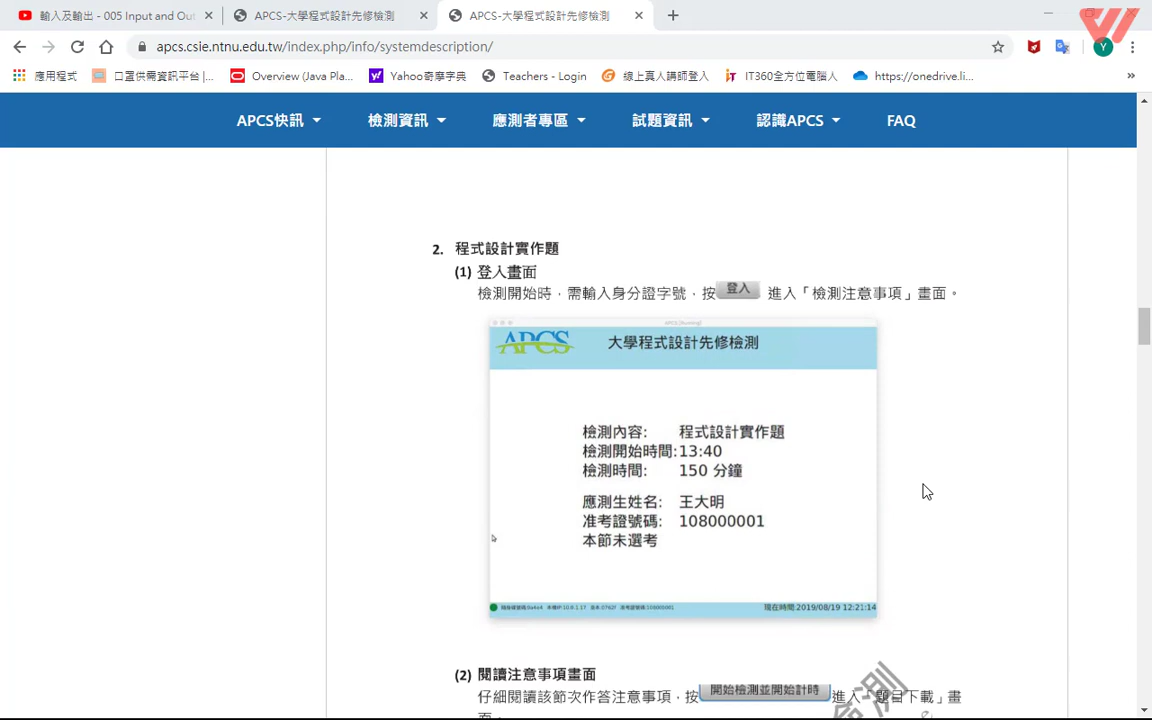 輸入及輸出 - 005 Input and Out
APCS-大學程式設計先修檢測
APCS-大學程式設計先修檢測
apcs.csie.ntnu.edu.tw/index.php/info/systemdescription/
Y
應用程式
口罩供需資訊平台 |...
Overview (Java Pla...
Yahoo奇摩字典
Teachers - Login
線上真人講師登入
IT360全方位電腦人
https://onedrive.li...
APCS快訊
檢測資訊
應測者專區
試題資訊
認識APCS
FAQ
2. 程式設計實作題
(1) 登入畫面
檢測開始時，需輸入身分證字號，按 登入 進入「檢測注意事項」畫面。
APCS
大學程式設計先修檢測
檢測內容: 程式設計實作題
檢測開始時間:13:40
檢測時間: 150 分鐘
應測生姓名: 王大明
准考證號碼: 108000001
本節未選考
現在時間:2019/08/19 12:21:14
(2) 閱讀注意事項畫面
仔細閱讀該節次作答注意事項，按 開始檢測並開始計時 進入「題目下載」畫
面。